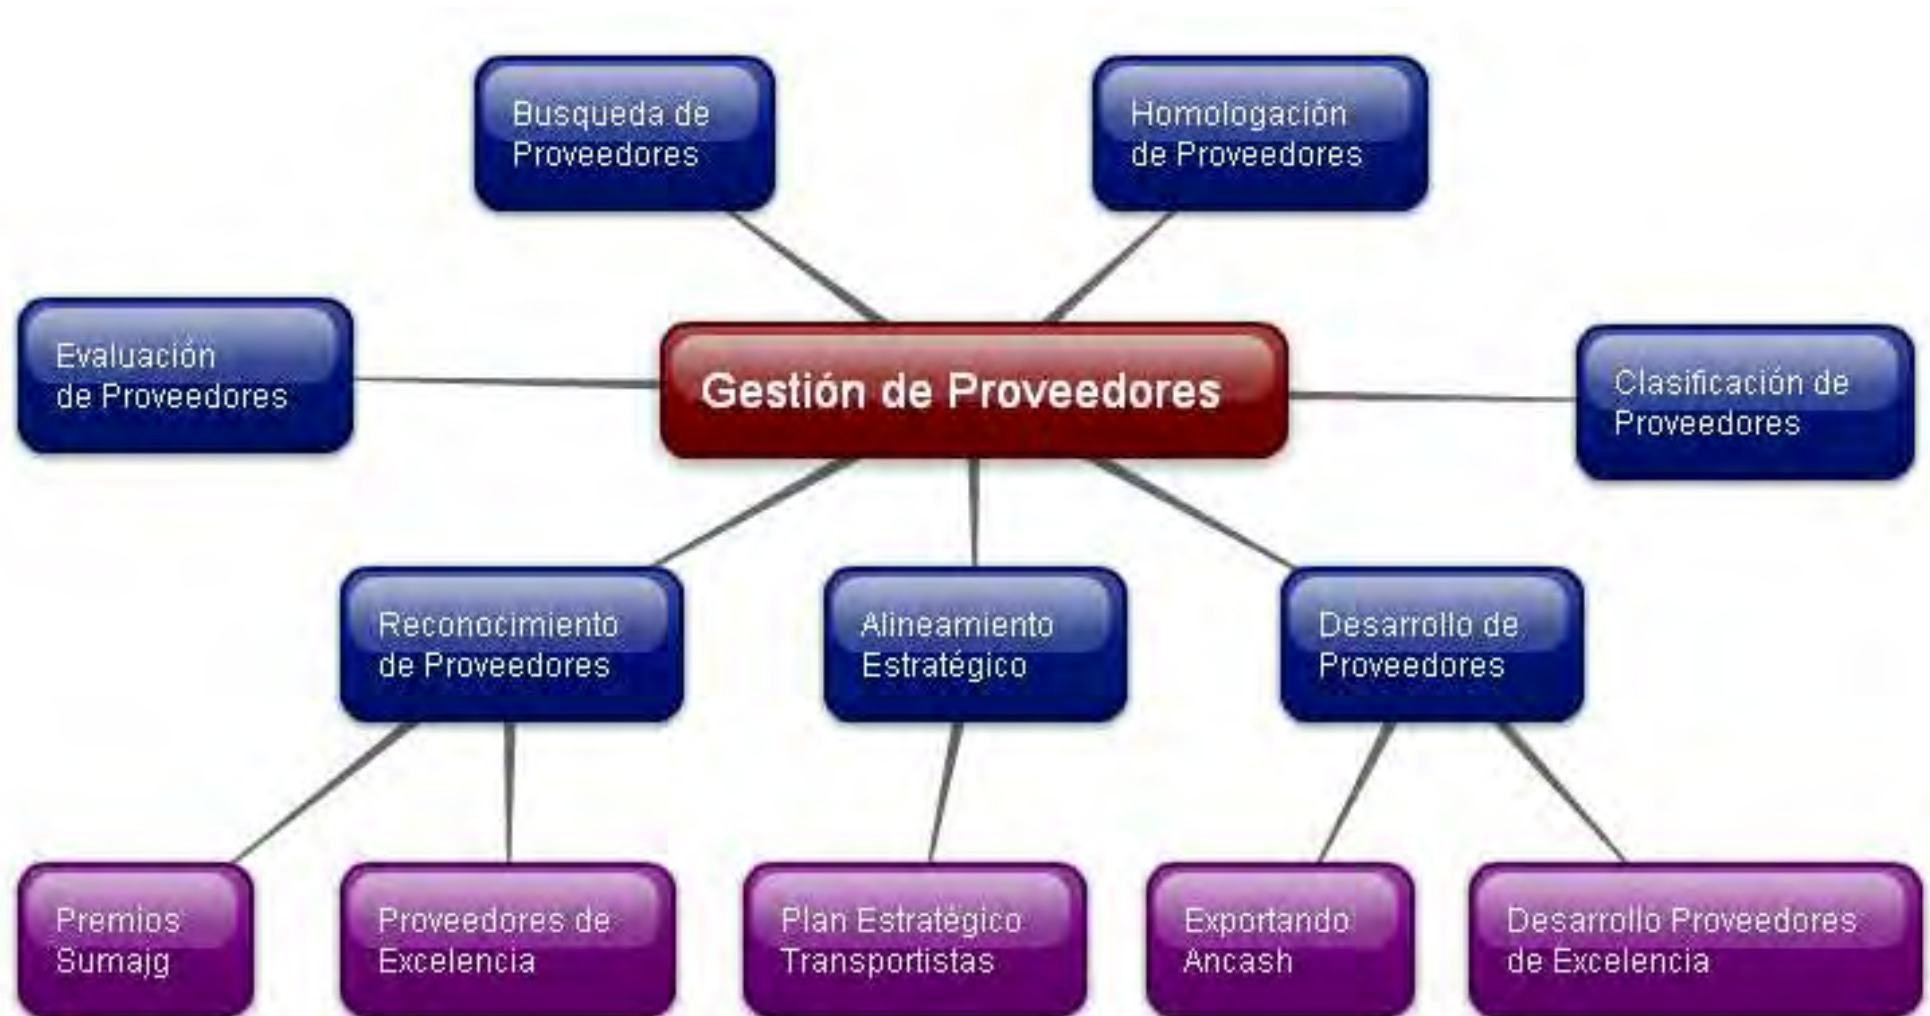 Busqueda de
Proveedores
Homologación
de Proveedores
Evaluación
de Proveedores
Gestión de Proveedores
Clasificación de
Proveedores
Reconocimiento
de Proveedores
Alineamiento
Estratégico
Desarrollo de
Proveedores
Premios
Sumajg
Proveedores de
Excelencia
Plan Estratégico
Transportistas
Exportando
Ancash
Desarrollo Proveedores
de Excelencia